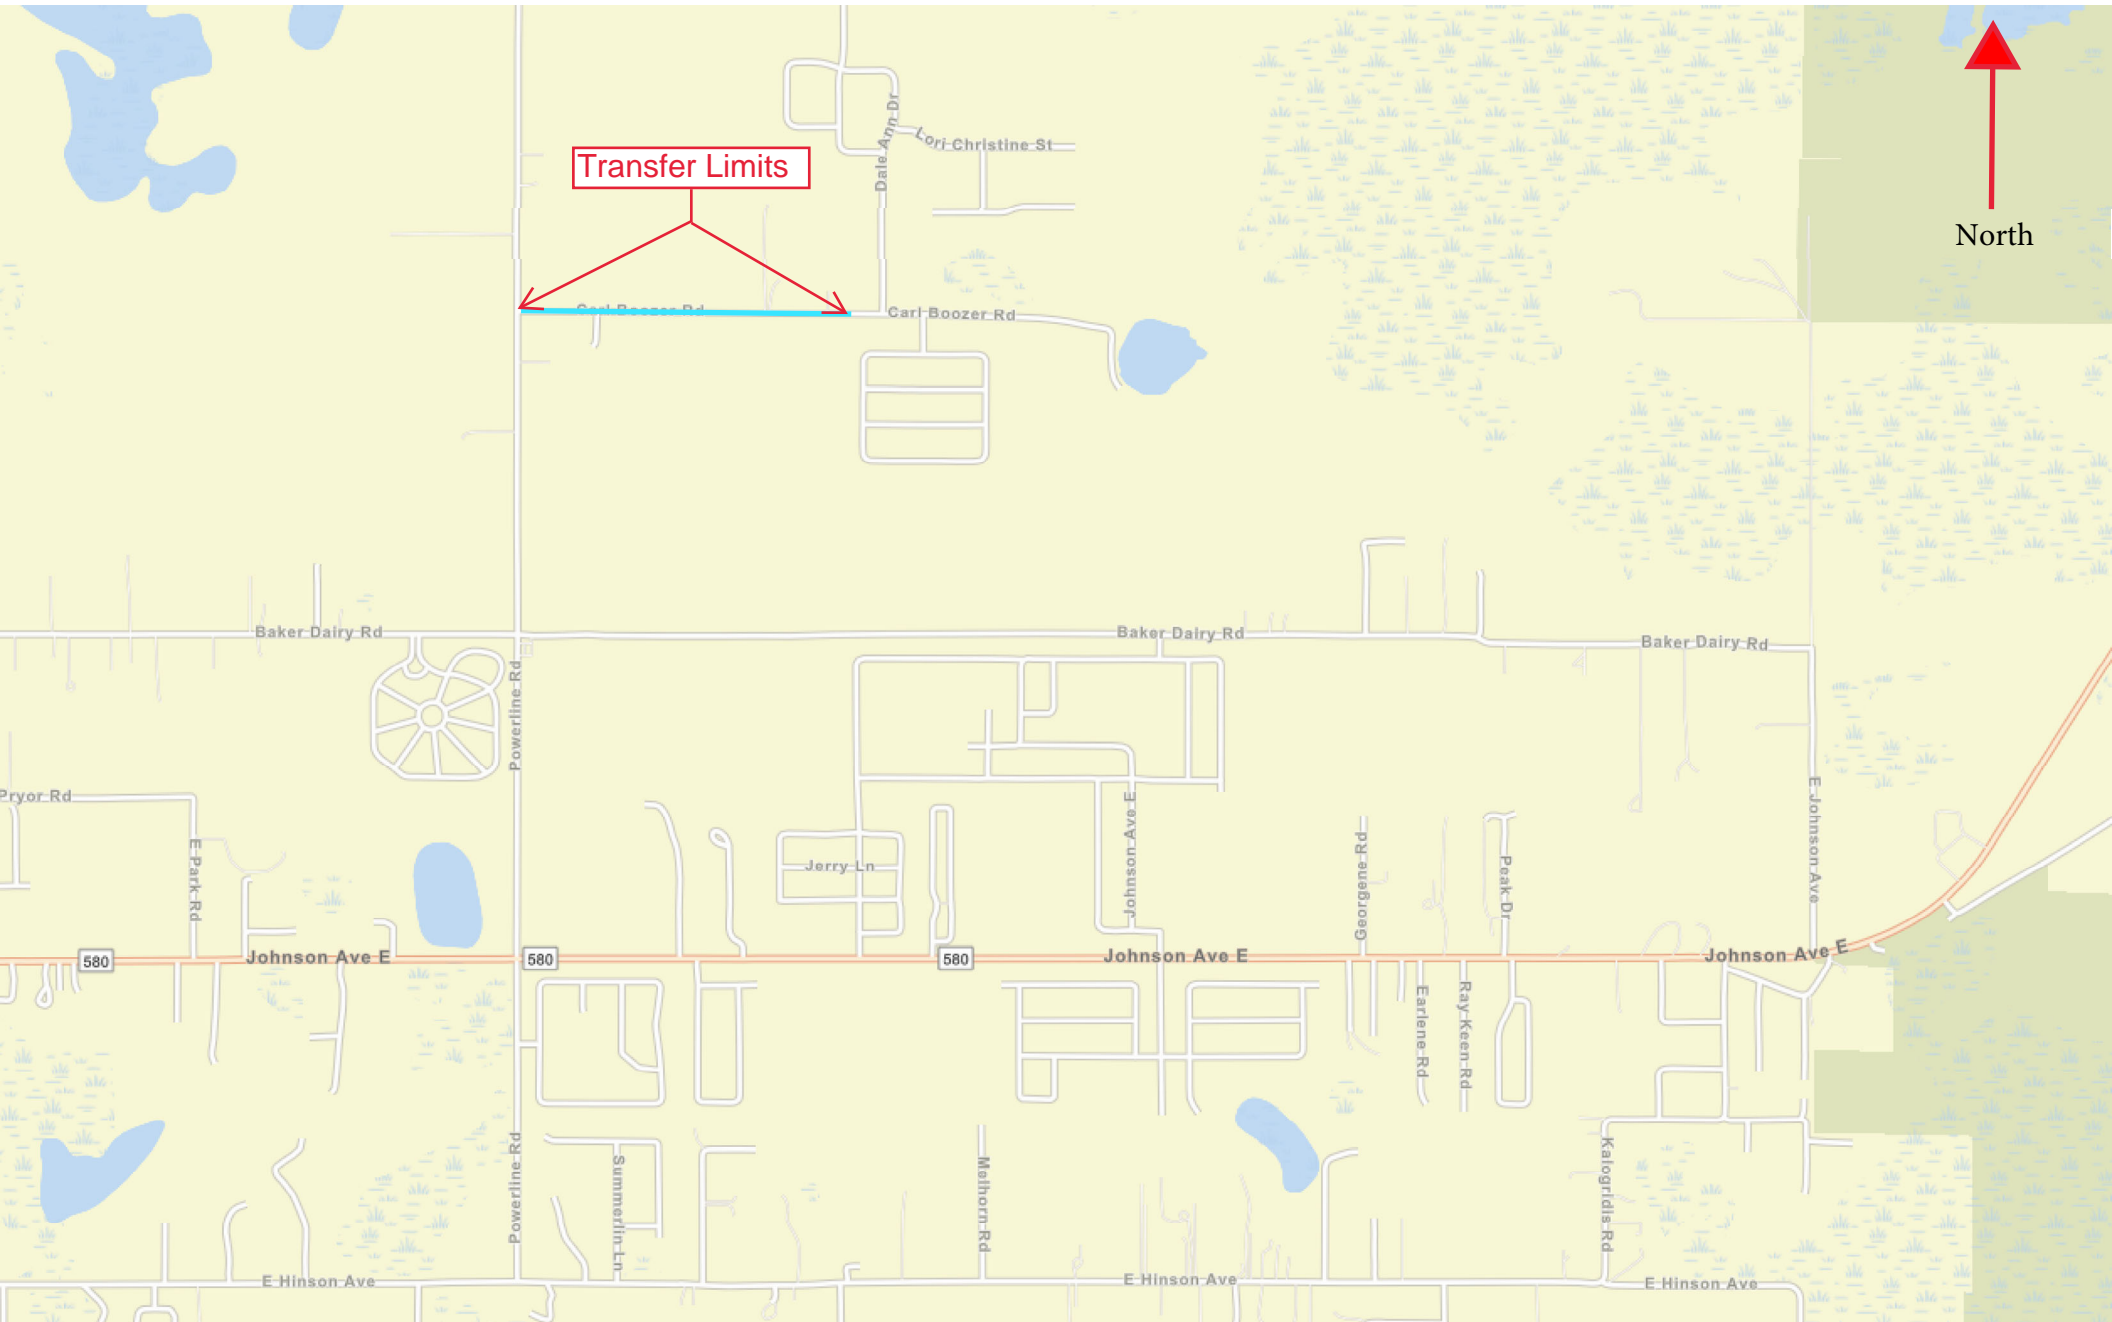 Dale Ann Dr
Lori Christine St
Transfer Limits
North
Carl Boozer Rd
Carl Boozer Rd
Baker Dairy Rd
Baker Dairy Rd
Baker Dairy Rd
Powerline Rd
Pryor Rd
E Park Rd
Jerry Ln
Johnson Ave E
Georgene Rd
Peak Dr
E Johnson Ave
580
Johnson Ave E
580
580
Johnson Ave E
Johnson Ave E
Earlene Rd
Ray Keen Rd
Powerline Rd
Summerlin Ln
Melhorn Rd
Kalogridis Rd
E Hinson Ave
E Hinson Ave
E Hinson Ave